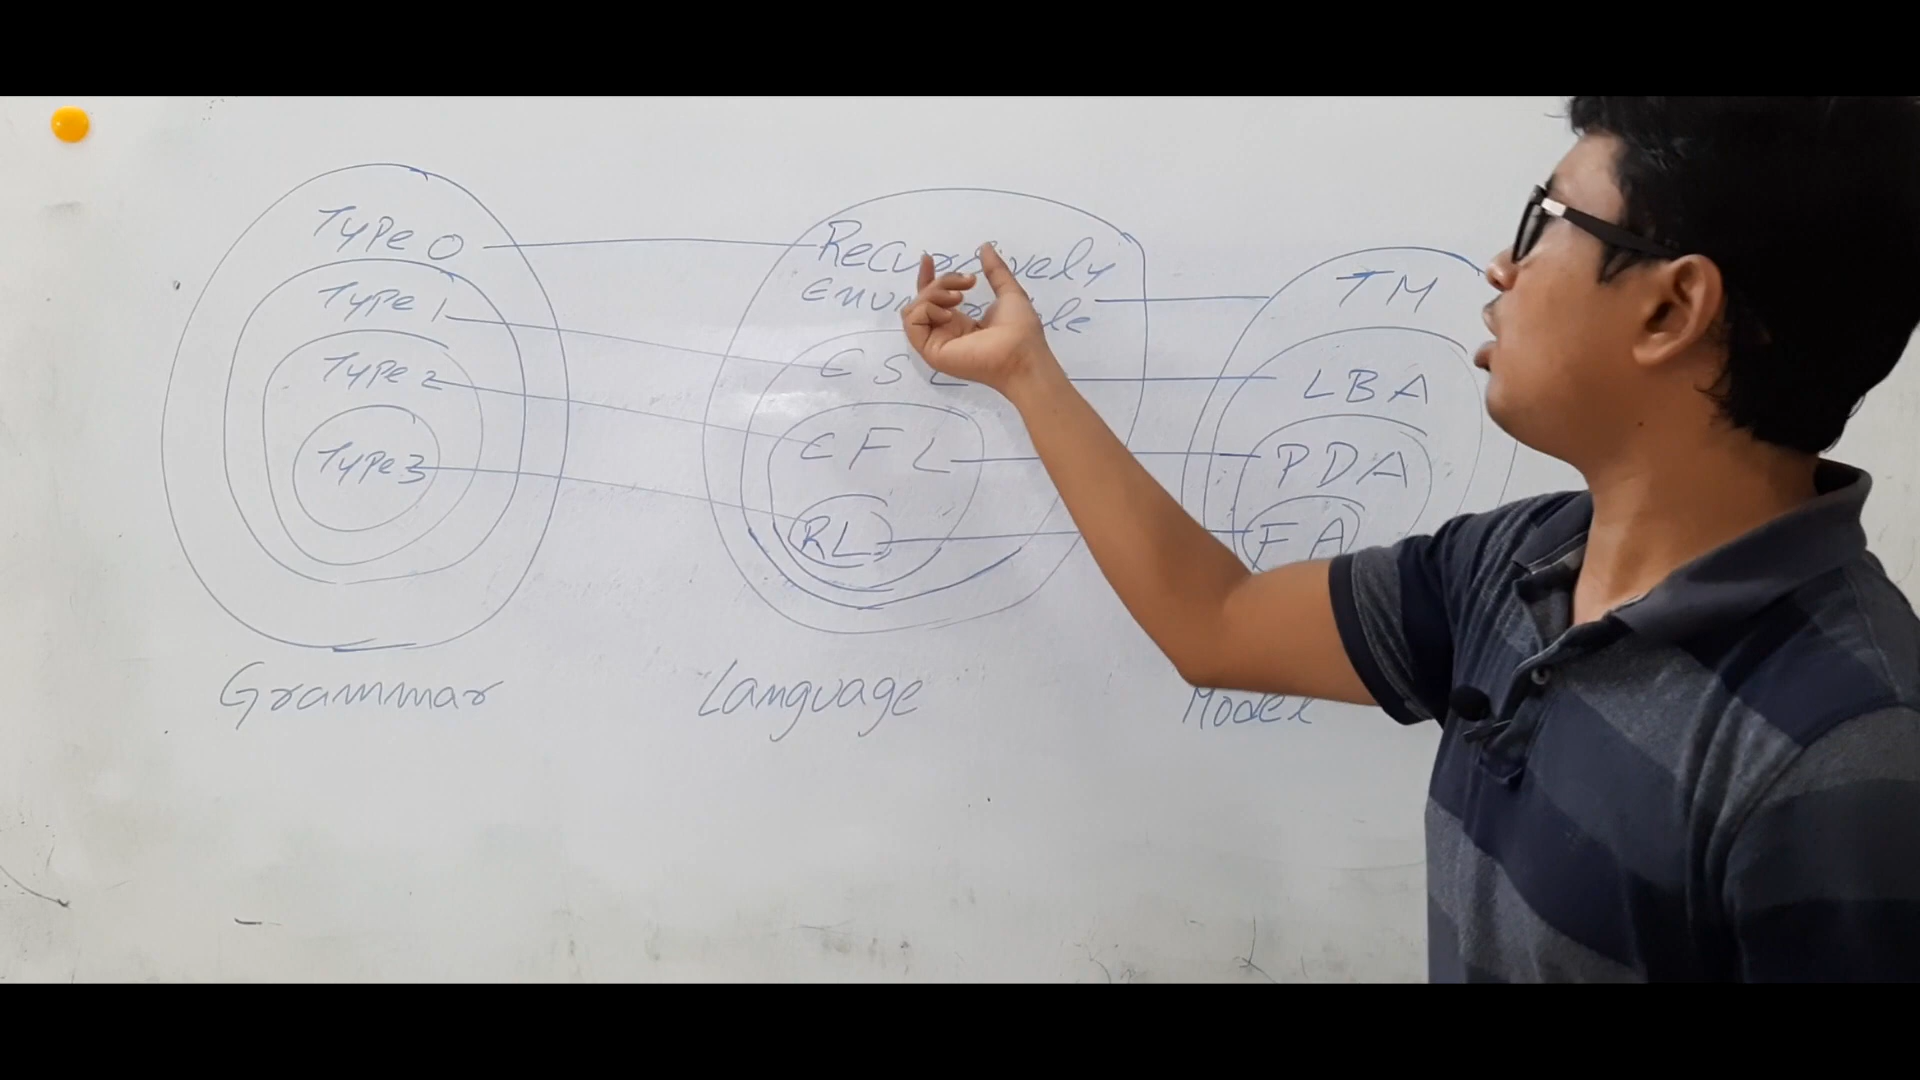 Type 0
Type 1
Type 2
Type 3
Grammar
Recursively
CSL
CFL
RL
Language
TM
LBA
PDA
FA
Model